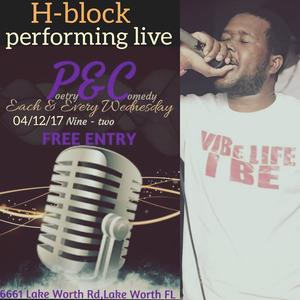 H-block
performing live
P&C
oetry omedy
Each & Every Wednesday
04/12/17 Nine - two
FREE ENTRY
6661 Lake Worth Rd,Lake Worth FL
VIBE LIFE
I BE